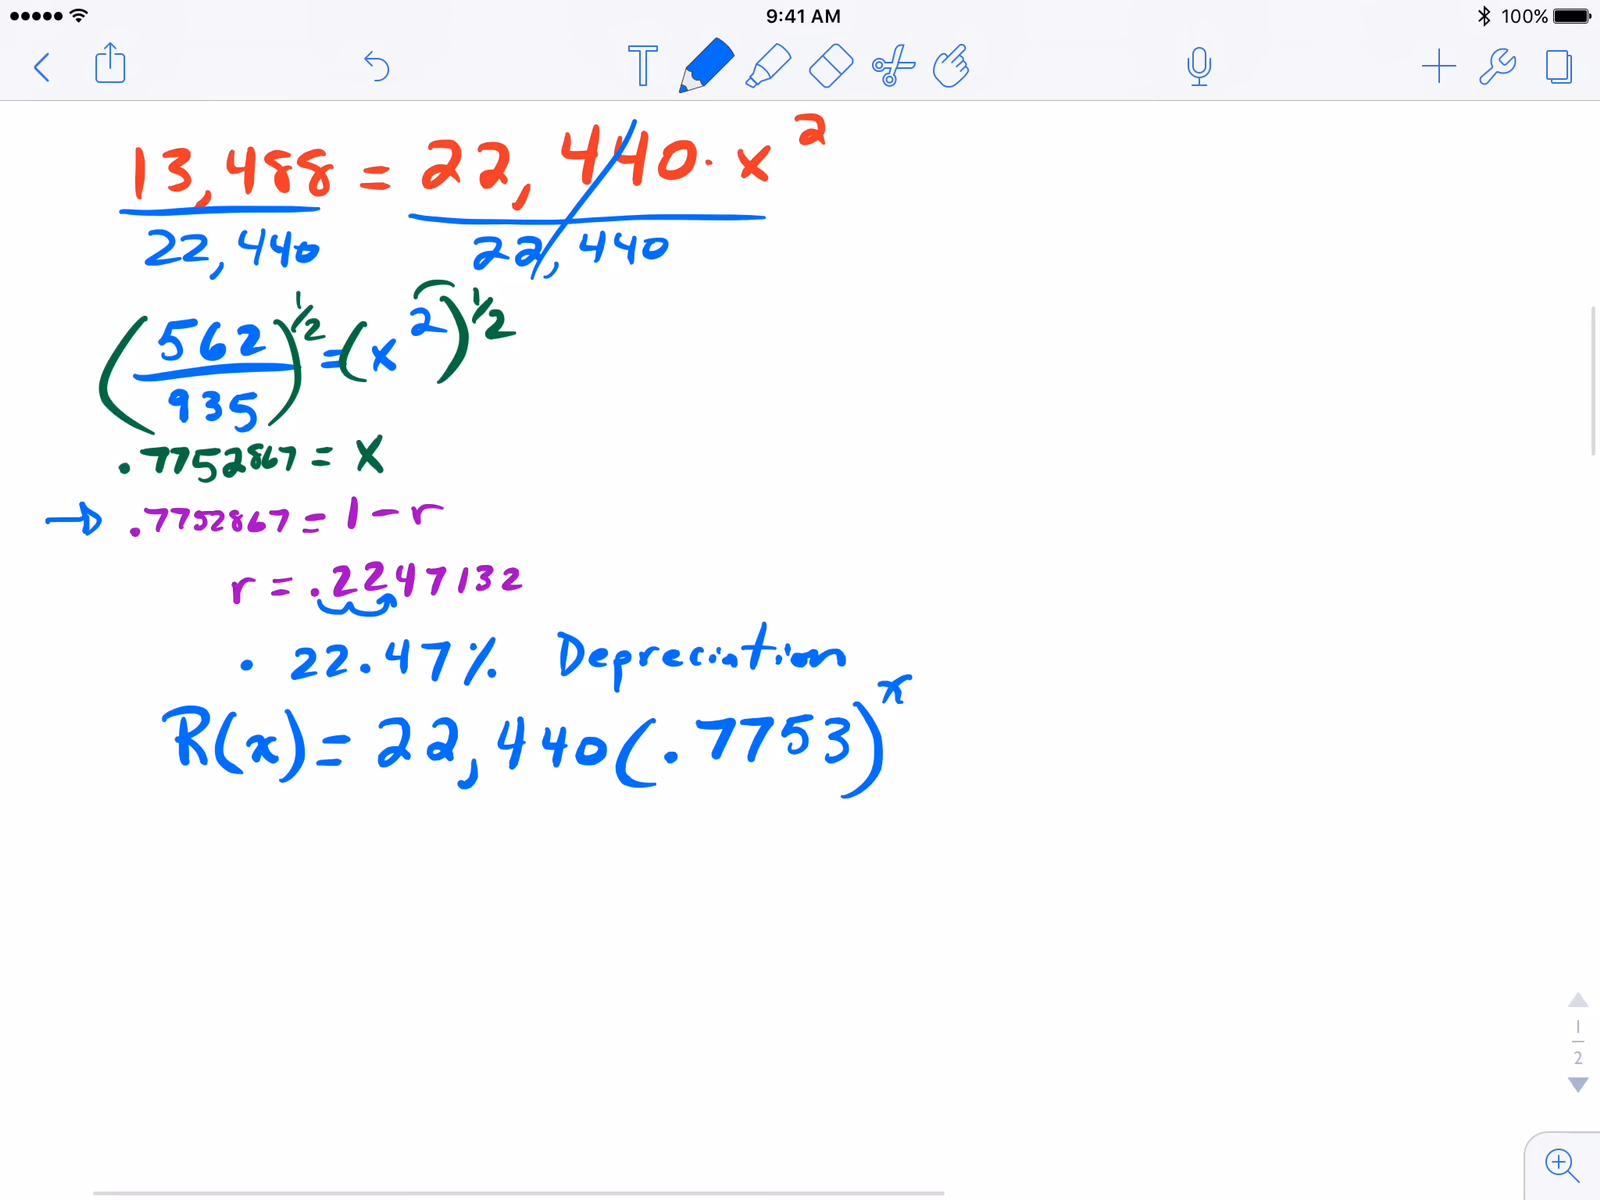 9:41 AM
100%
T
13,488 = 22,440 · x²
22,440 22,440
(562/935)^1/2 = (x²)^1/2
.7752867 = x
→ .7752867 = 1 - r
r = .2247132
· 22.47% Depreciation
R(x) = 22,440(.7753)^x
1
2